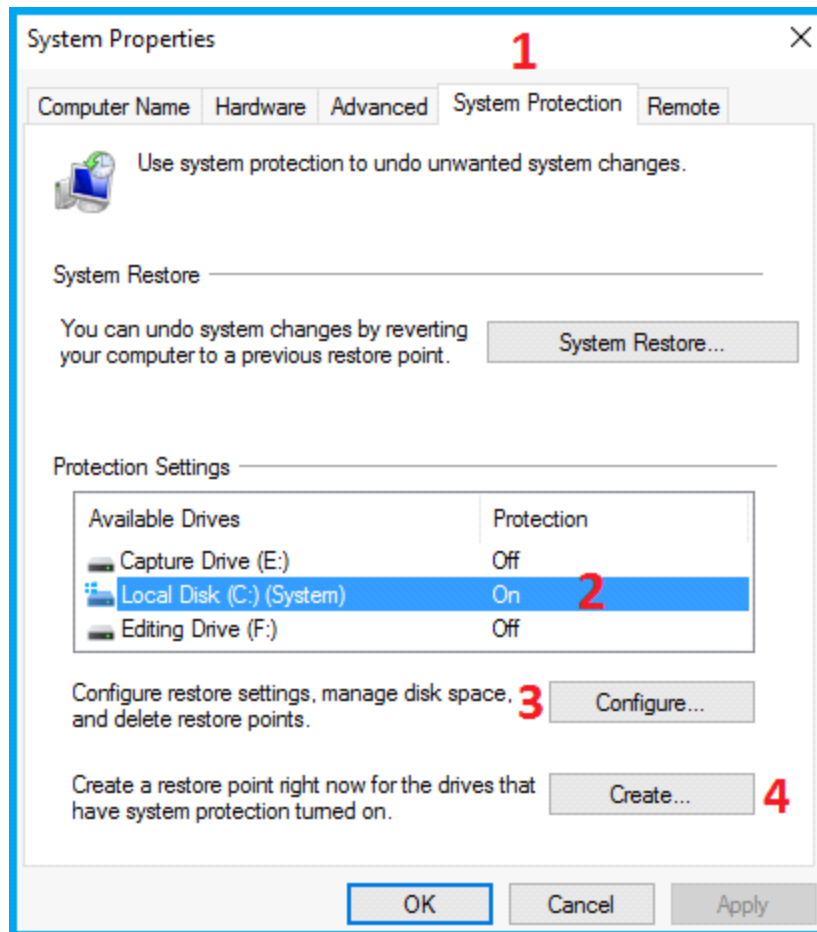 System Properties
1
Computer Name Hardware Advanced System Protection Remote
Use system protection to undo unwanted system changes.
System Restore
You can undo system changes by reverting
your computer to a previous restore point.
System Restore...
Protection Settings
Available Drives Protection
Capture Drive (E:) Off
Local Disk (C:) (System) On 2
Editing Drive (F:) Off
Configure restore settings, manage disk space,
and delete restore points.
3 Configure...
Create a restore point right now for the drives that
have system protection turned on.
Create... 4
OK Cancel Apply